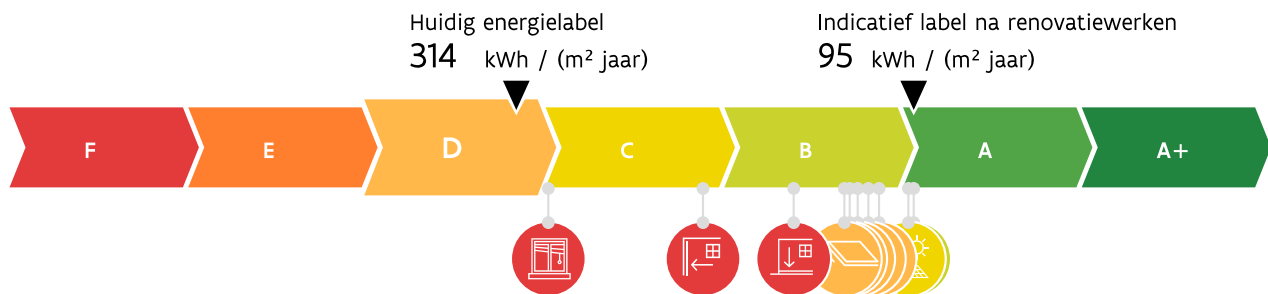 Huidig energielabel
314 kWh / (m² jaar)
Indicatief label na renovatiewerken
95 kWh / (m² jaar)
F
E
D
C
B
A
A+